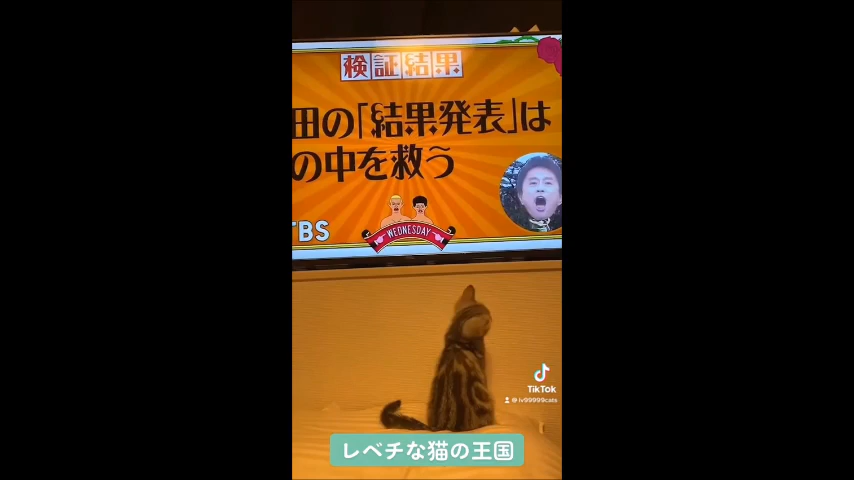 検証結果
田の「結果発表」は
の中を救う
TBS
WEDNESDAY
TikTok
@lv99999cats
レベチな猫の王国